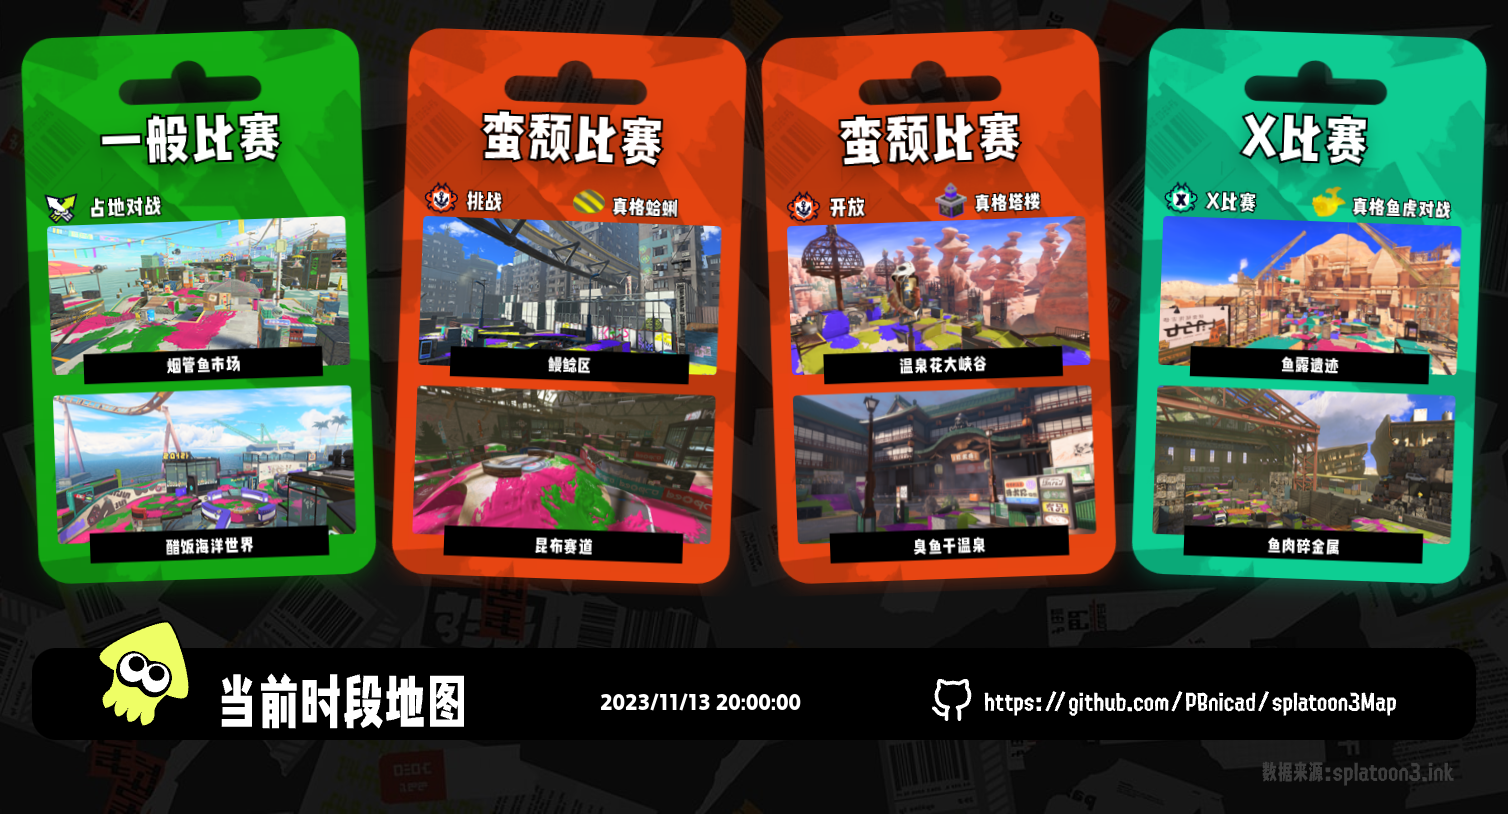 一般比赛
占地对战
烟管鱼市场
醋饭海洋世界
蛮颓比赛
挑战
真格蛤蜊
鳗鲶区
昆布赛道
蛮颓比赛
开放
真格塔楼
温泉花大峡谷
臭鱼干温泉
X比赛
X比赛
真格鱼虎对战
鱼露遗迹
鱼肉碎金属
当前时段地图
2023/11/13 20:00:00
https://github.com/PBnicad/splatoon3Map
数据来源:splatoon3.ink